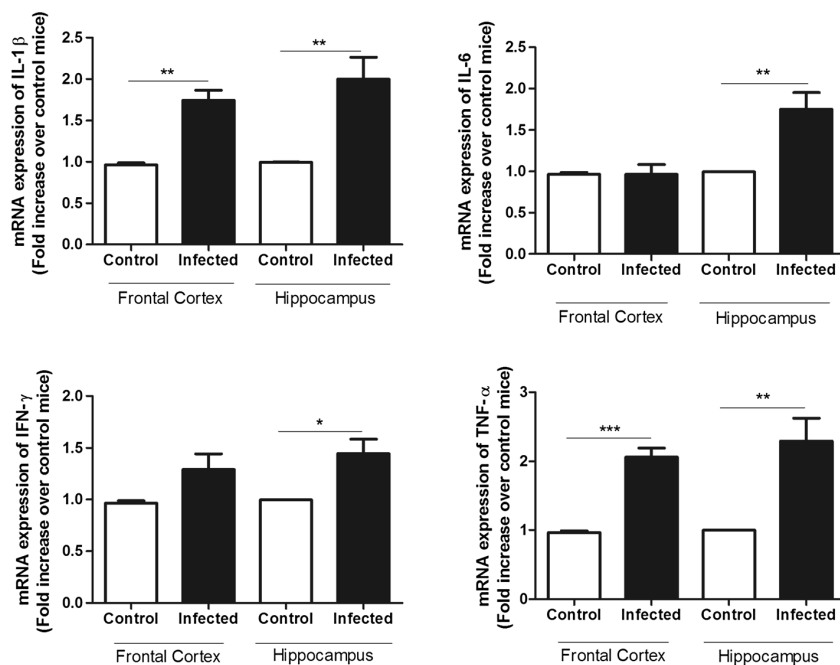 mRNA expression of IL-1β
(Fold increase over control mice)
2.5
2.0
1.5
1.0
0.5
0.0
**
**
Control Infected Control Infected
Frontal Cortex Hippocampus
mRNA expression of IL-6
(Fold increase over control mice)
2.5
2.0
1.5
1.0
0.5
0.0
**
Control Infected Control Infected
Frontal Cortex Hippocampus
mRNA expression of IFN-γ
(Fold increase over control mice)
2.0
1.5
1.0
0.5
0.0
*
Control Infected Control Infected
Frontal Cortex Hippocampus
mRNA expression of TNF-α
(Fold increase over control mice)
3
2
1
0
***
**
Control Infected Control Infected
Frontal Cortex Hippocampus